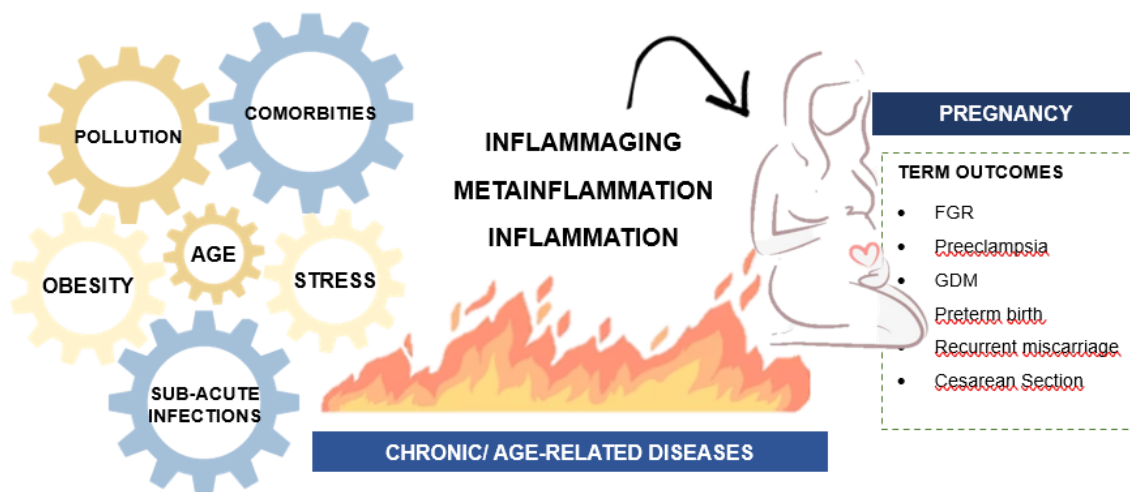 POLLUTION
COMORBITIES
OBESITY
AGE
STRESS
SUB-ACUTE
INFECTIONS
INFLAMMAGING
METAINFLAMMATION
INFLAMMATION
CHRONIC/ AGE-RELATED DISEASES
PREGNANCY
TERM OUTCOMES
• FGR
• Preeclampsia
• GDM
• Preterm birth
• Recurrent miscarriage
• Cesarean Section